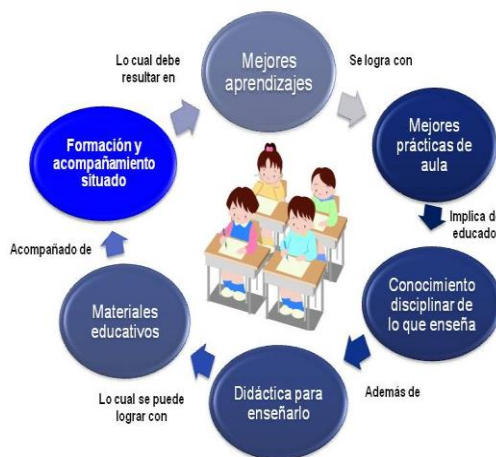 Mejores
aprendizajes
Se logra con
Mejores
prácticas de
aula
Implica d
educado
Conocimiento
disciplinar de
lo que enseña
Además de
Didáctica para
enseñarlo
Lo cual se puede
lograr con
Materiales
educativos
Acompañado de
Formación y
acompañamiento
situado
Lo cual debe
resultar en